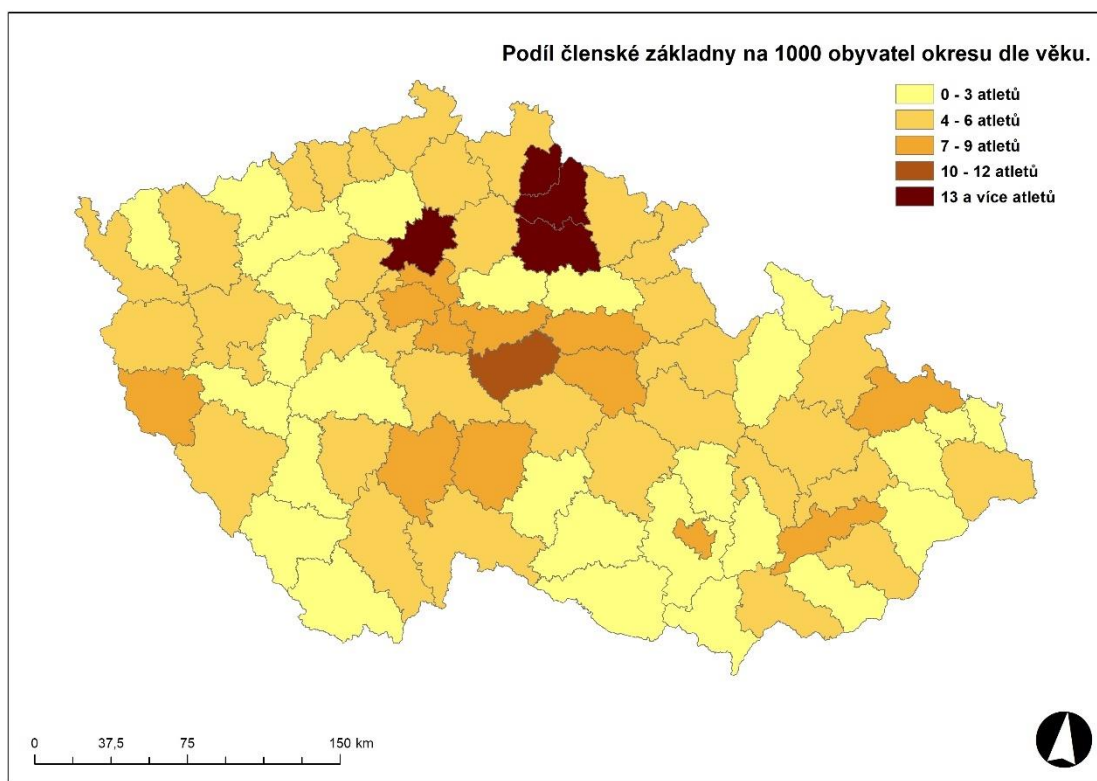 Podíl členské základny na 1000 obyvatel okresu dle věku.
0 - 3 atletů
4 - 6 atletů
7 - 9 atletů
10 - 12 atletů
13 a více atletů
0 37,5 75 150 km